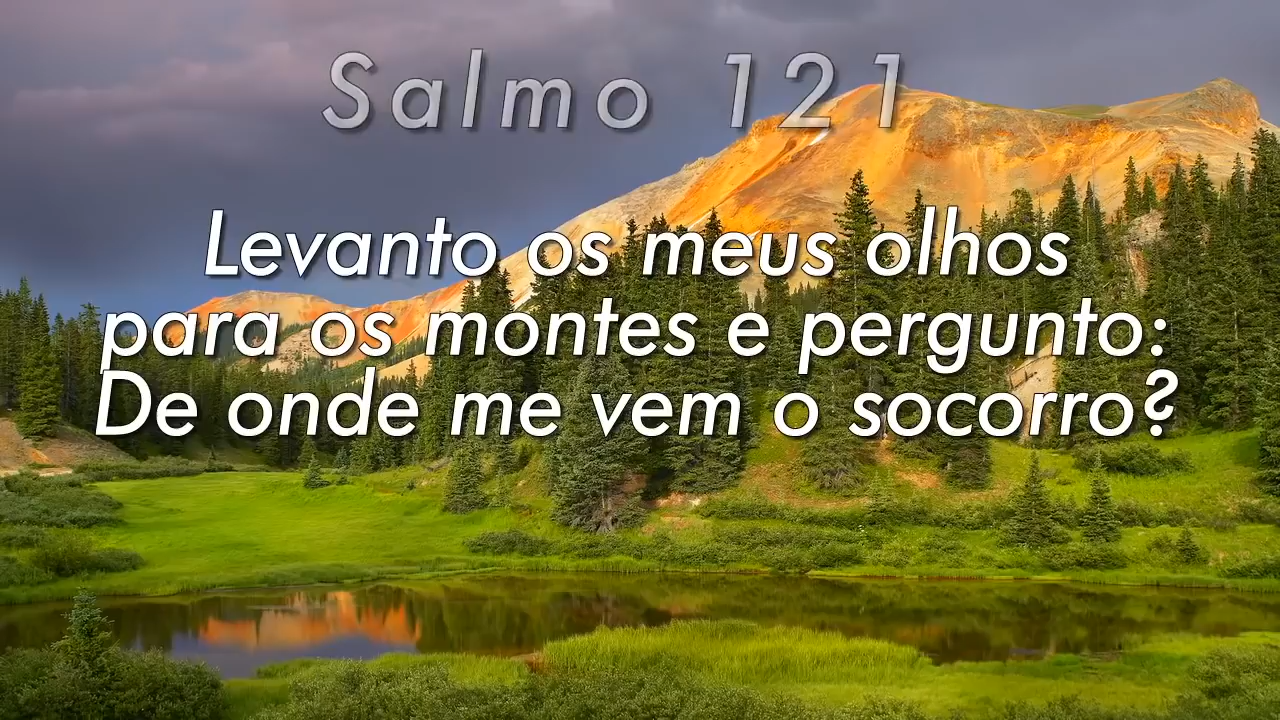 Salmo 121
Levanto os meus olhos
para os montes e pergunto:
De onde me vem o socorro?